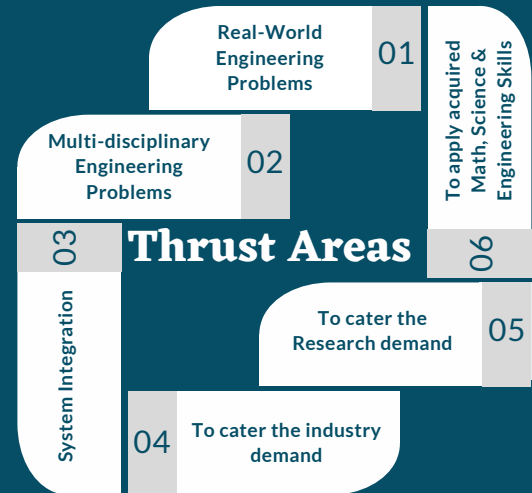 Real-World
Engineering
Problems
01
Multi-disciplinary
Engineering
Problems
02
Thrust Areas
03
System Integration
04
To cater the industry
demand
To cater the
Research demand
05
06
To apply acquired
Math, Science &
Engineering Skills